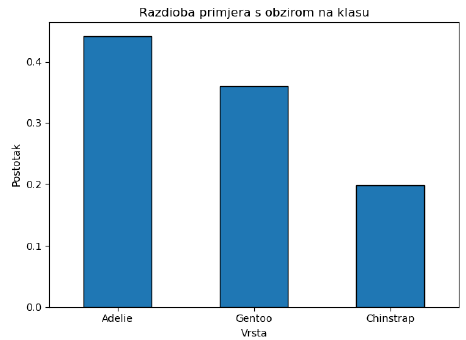 Razdioba primjera s obzirom na klasu
Postotak
0.4
0.3
0.2
0.1
0.0
Adelie Gentoo Chinstrap
Vrsta